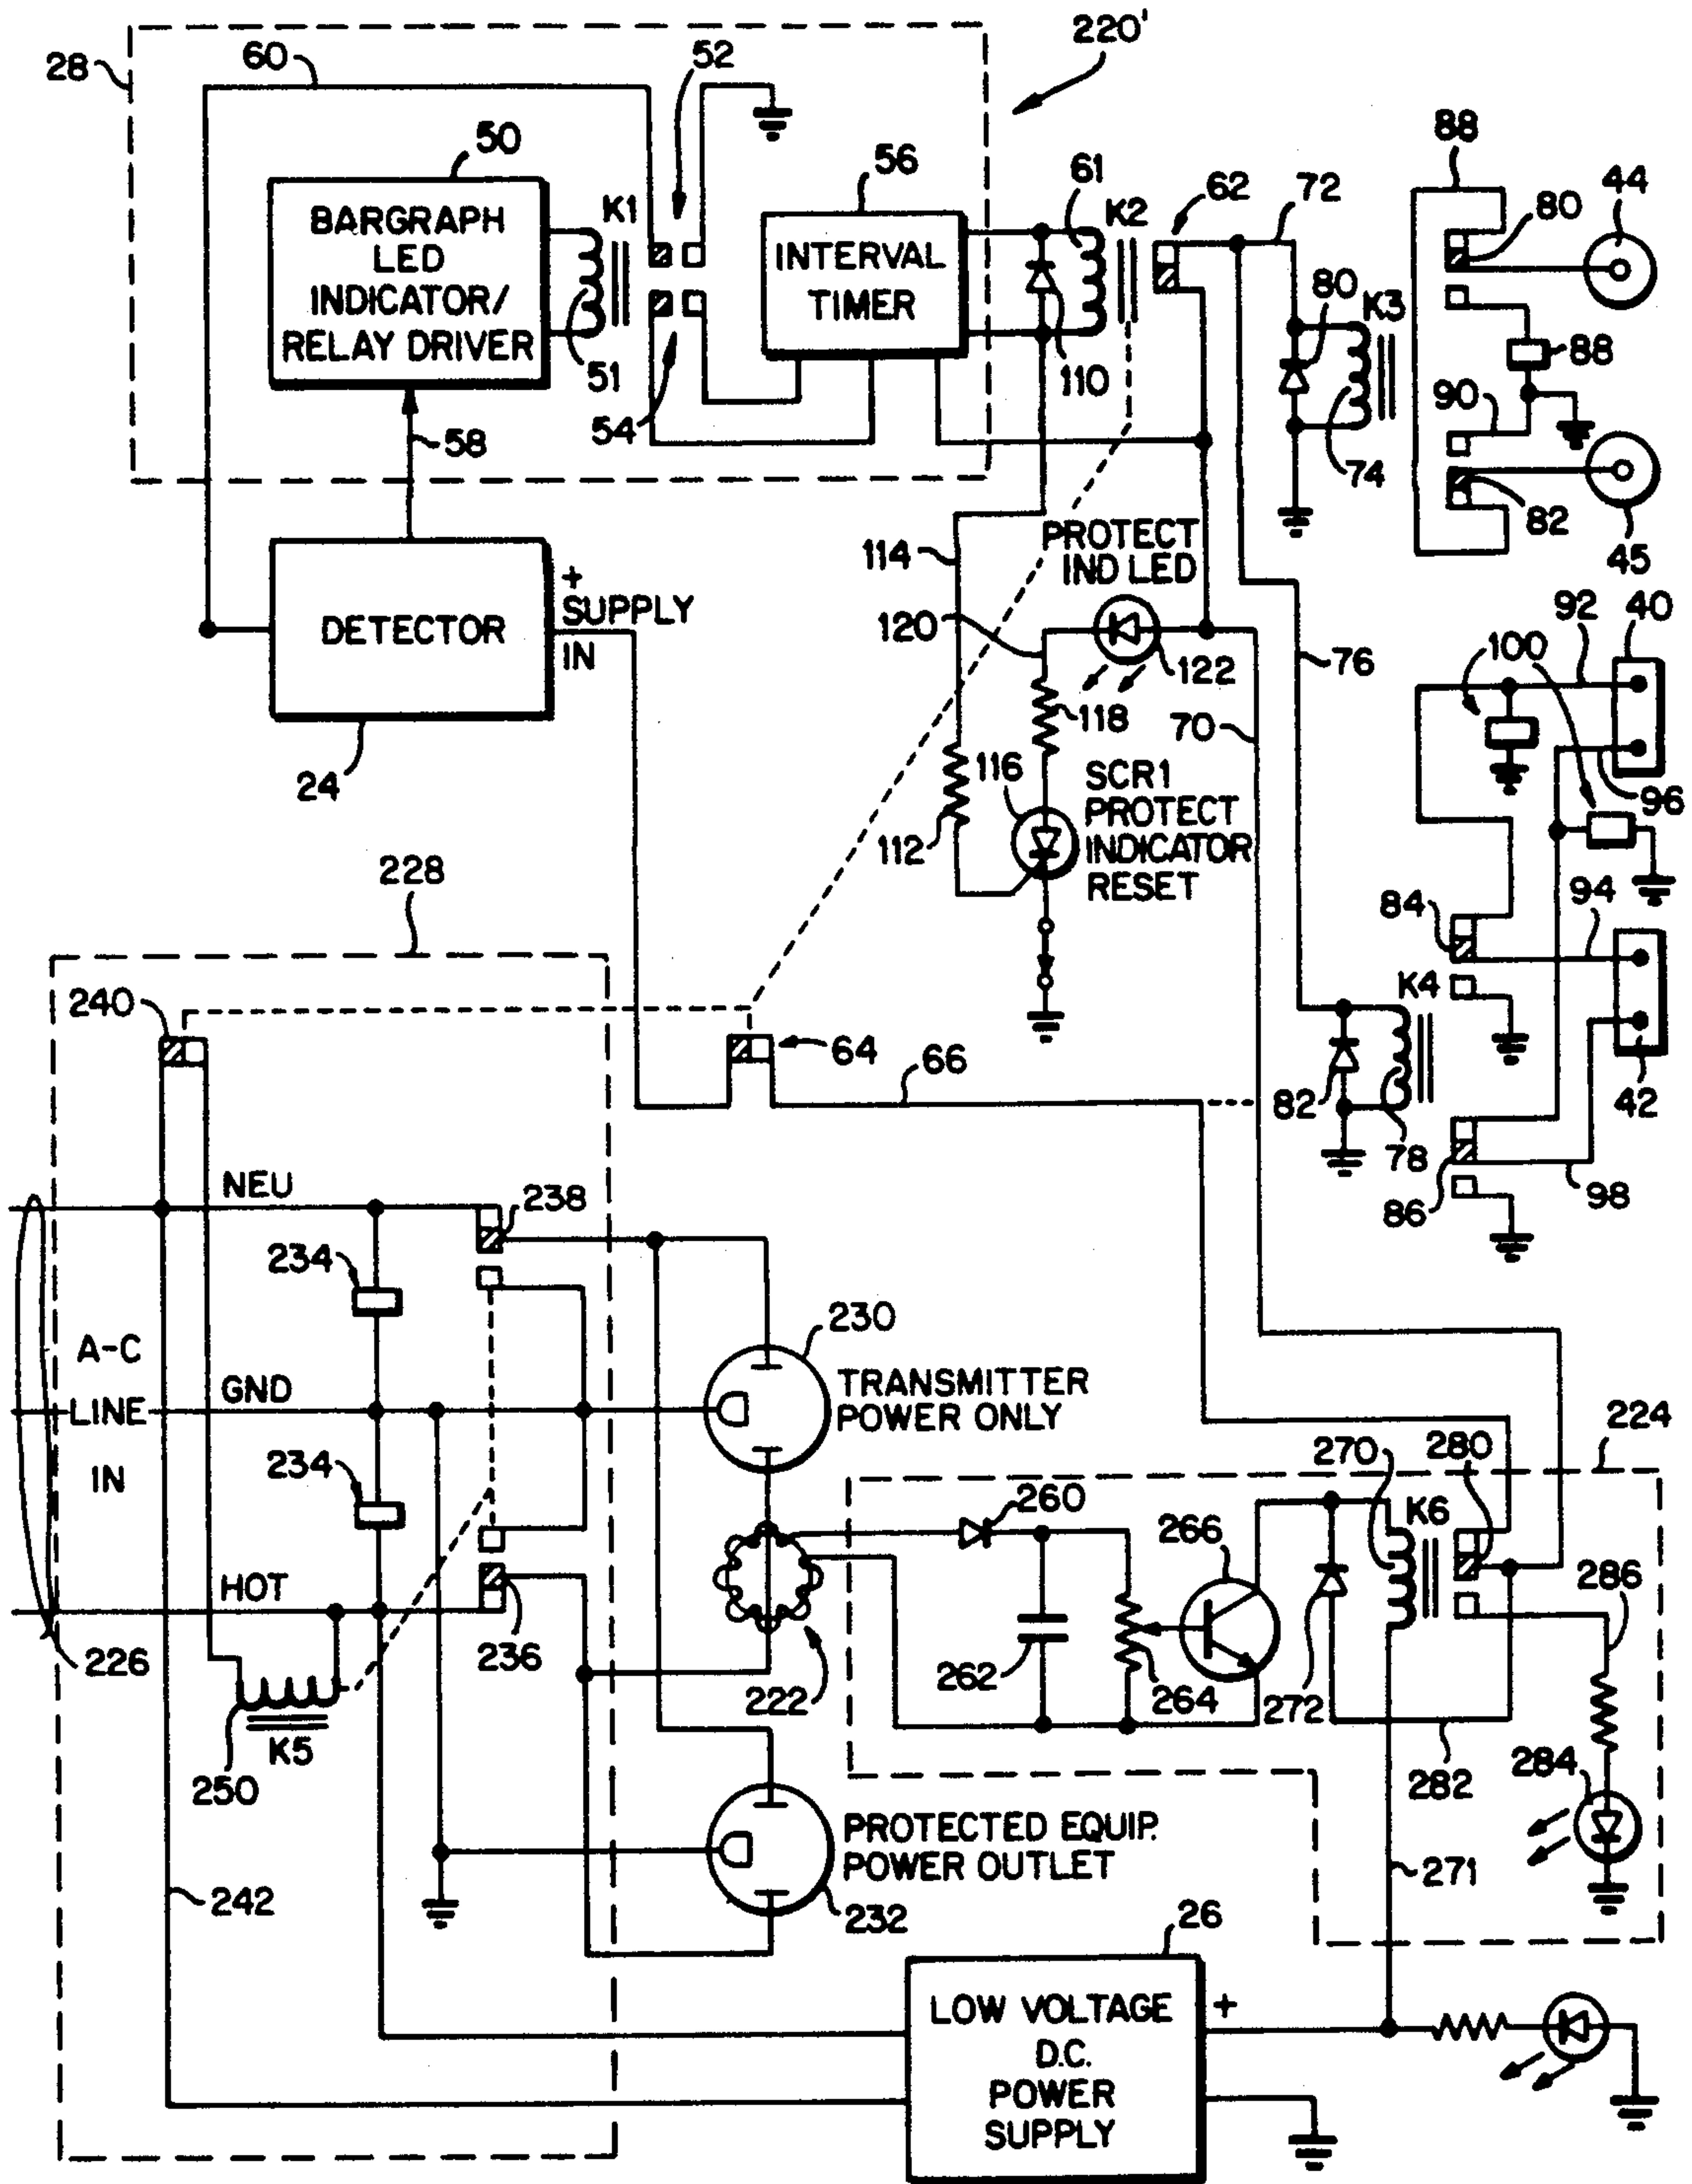 220'
28
60
52
88
50
56
61
62
72
44
BARGRAPH
LED
INDICATOR/
RELAY DRIVER
K1
INTERVAL
TIMER
K2
80
80
K3
51
110
88
54
90
58
74
82
45
PROTECT
IND LED
114
DETECTOR
+
SUPPLY
IN
120
122
92
40
100
76
118
70
24
116
SCR1
PROTECT
INDICATOR
RESET
96
112
228
84
94
240
K4
64
66
82
42
78
NEU
238
86
98
234
230
A-C
LINE
IN
GND
TRANSMITTER
POWER ONLY
224
234
270
280
260
K6
266
286
HOT
226
236
262
264
272
222
K5
250
282
284
PROTECTED EQUIP.
POWER OUTLET
271
242
232
26
LOW VOLTAGE
D.C.
POWER
SUPPLY
+